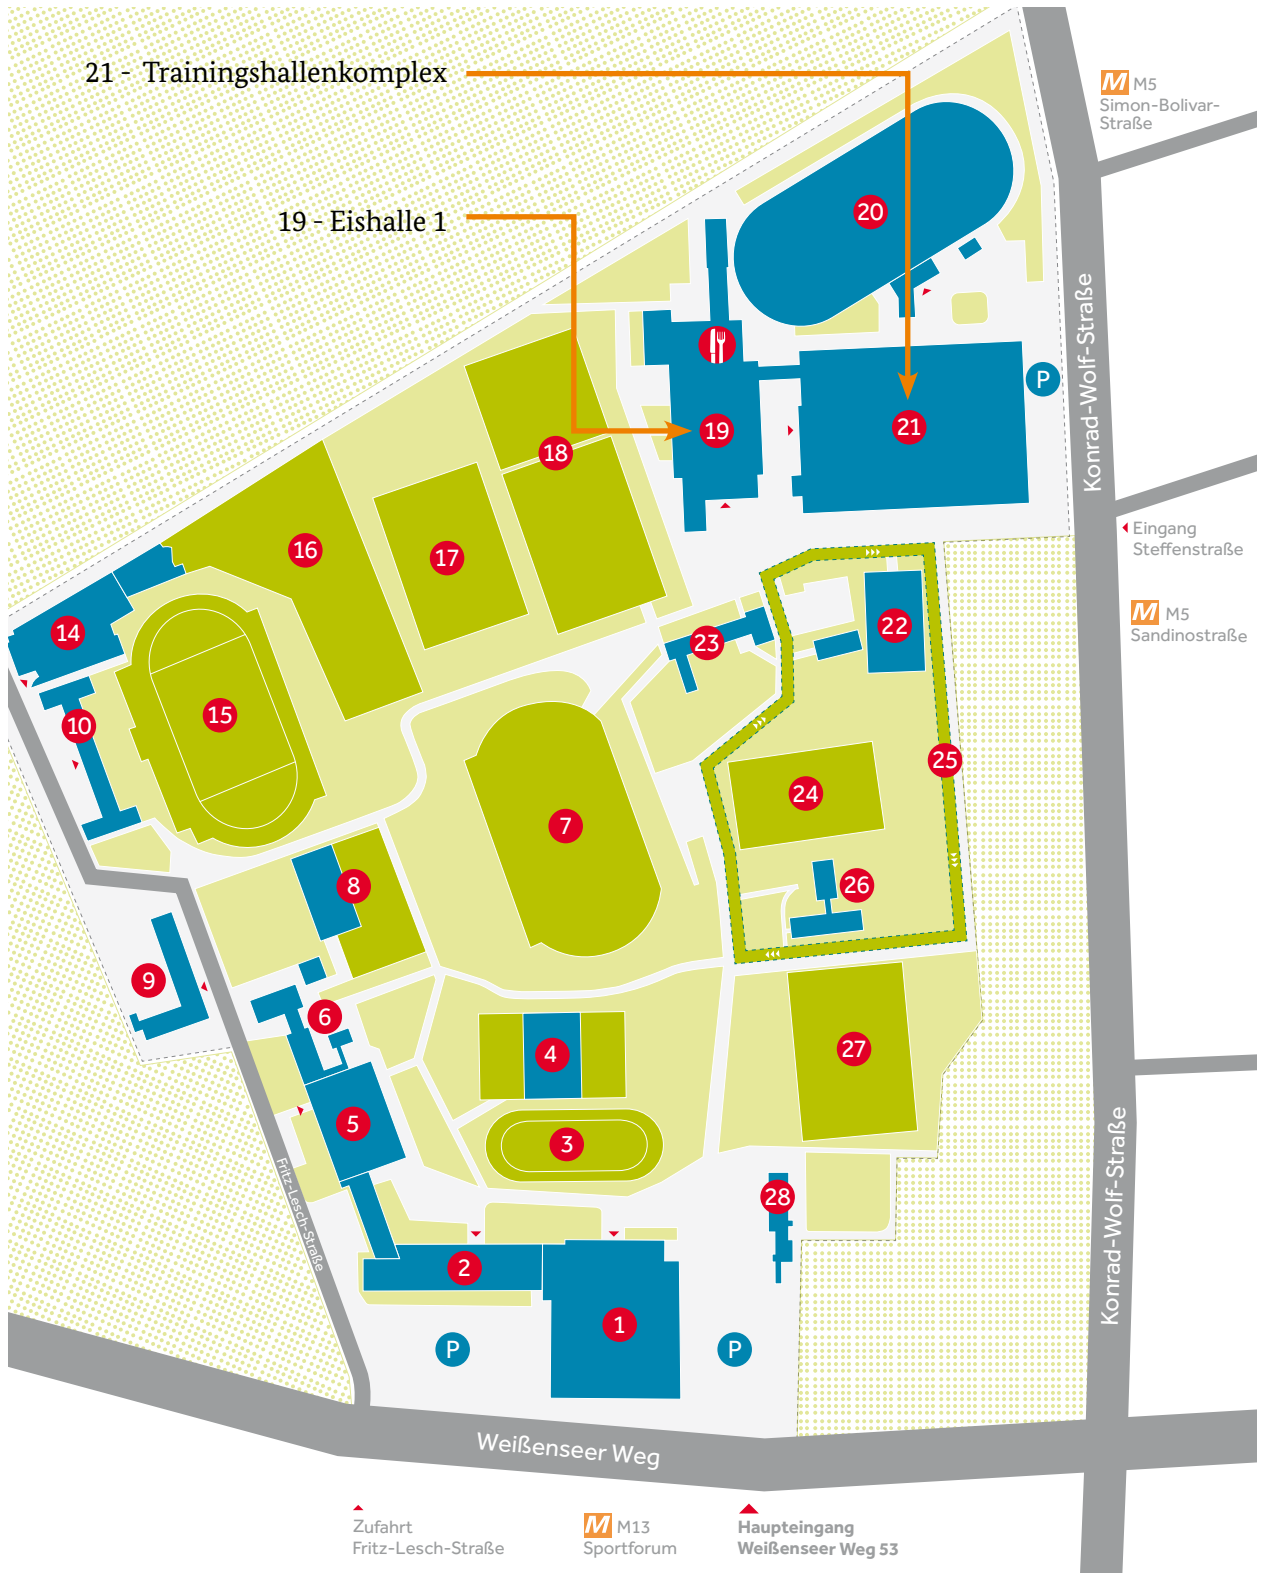 21 - Trainingshallenkomplex
M M5
Simon-Bolivar-
Straße
20
19 - Eishalle 1
Konrad-Wolf-Straße
P
19
21
18
Eingang
Steffenstraße
16
17
M M5
Sandinostraße
14
22
23
10
15
25
24
7
8
26
9
6
27
4
5
3
Konrad-Wolf-Straße
Fritz-Lesch-Straße
28
2
1
P
P
Weißenseer Weg
Zufahrt
Fritz-Lesch-Straße
M M13
Sportforum
Haupteingang
Weißenseer Weg 53